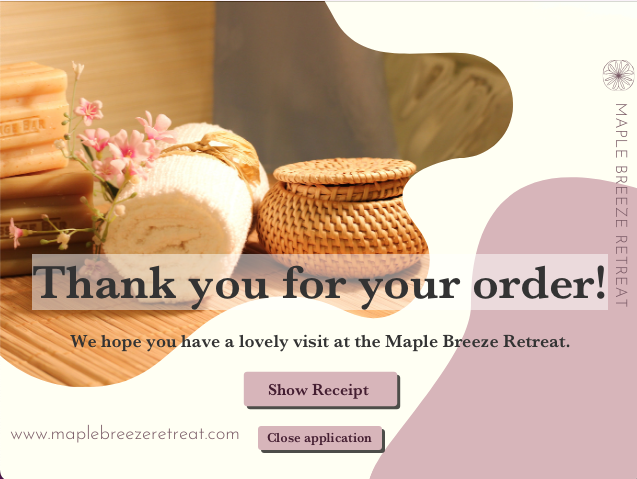 MAPLE BREEZE RETREAT
Thank you for your order!
We hope you have a lovely visit at the Maple Breeze Retreat.
Show Receipt
www.maplebreezeretreat.com
Close application